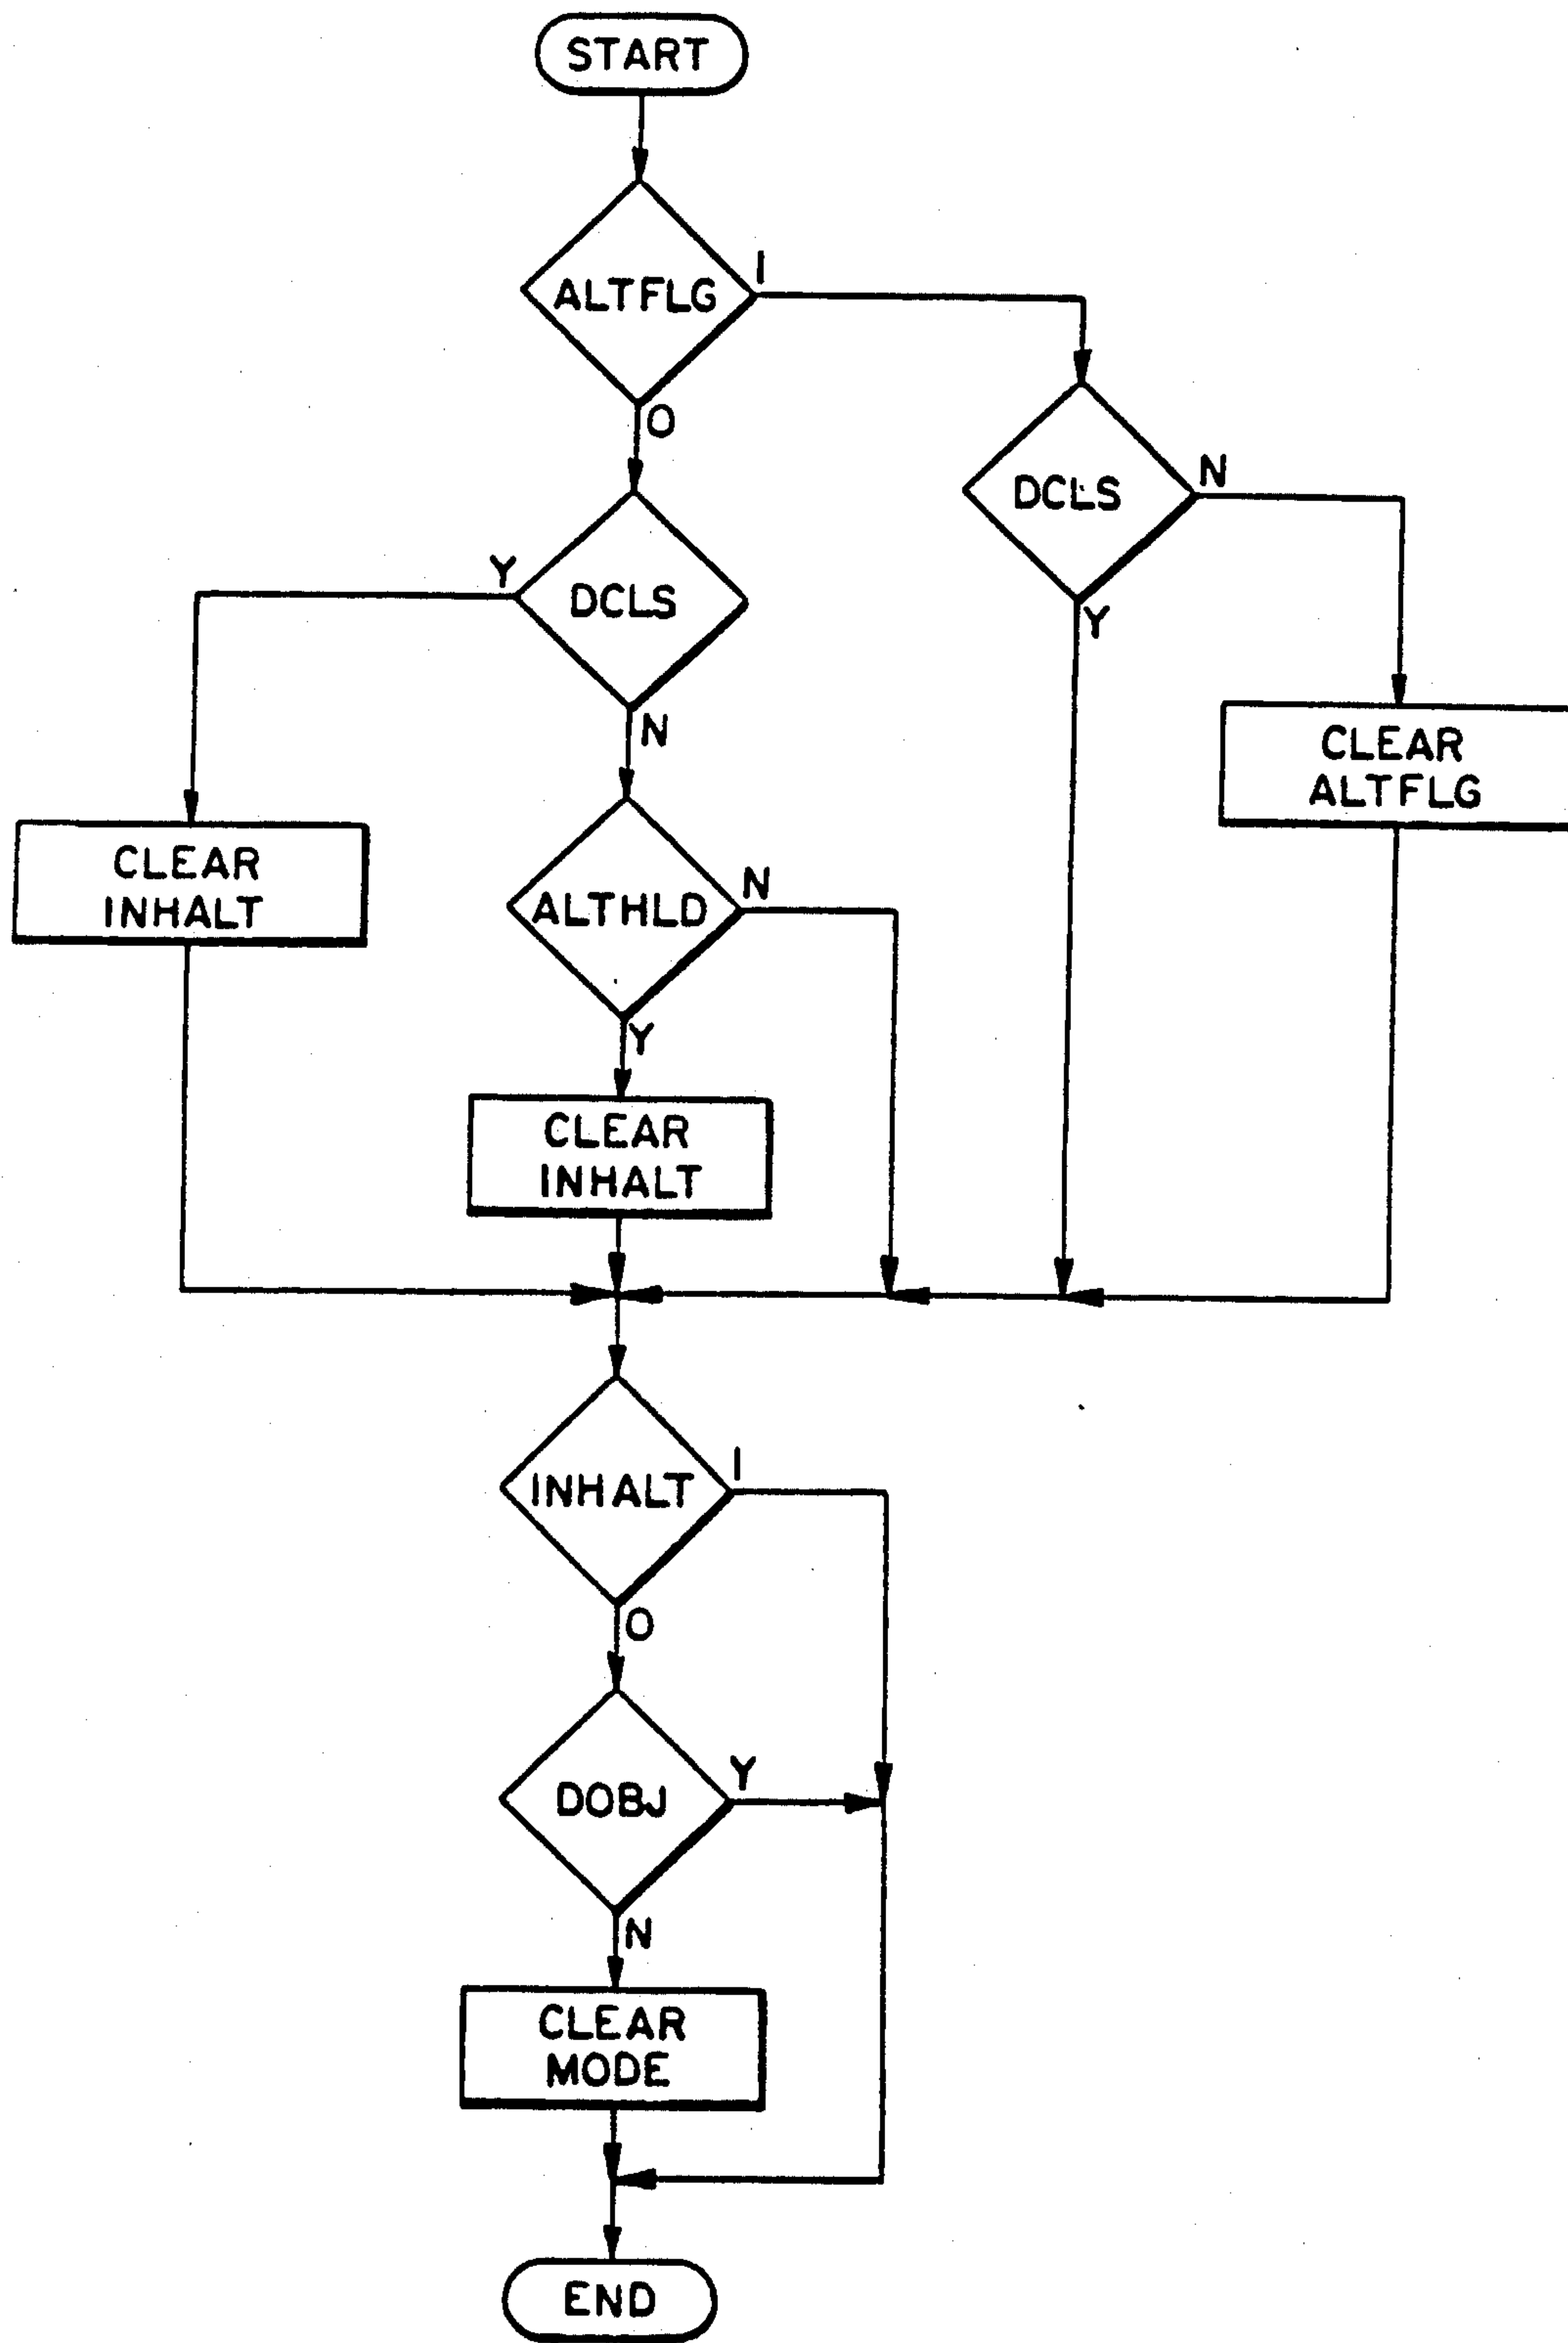 START
ALTFLG
I
O
DCLS
N
Y
DCLS
Y
N
CLEAR
ALTFLG
CLEAR
INHALT
ALTHLD
N
Y
CLEAR
INHALT
INHALT
I
O
DOBJ
Y
N
CLEAR
MODE
END